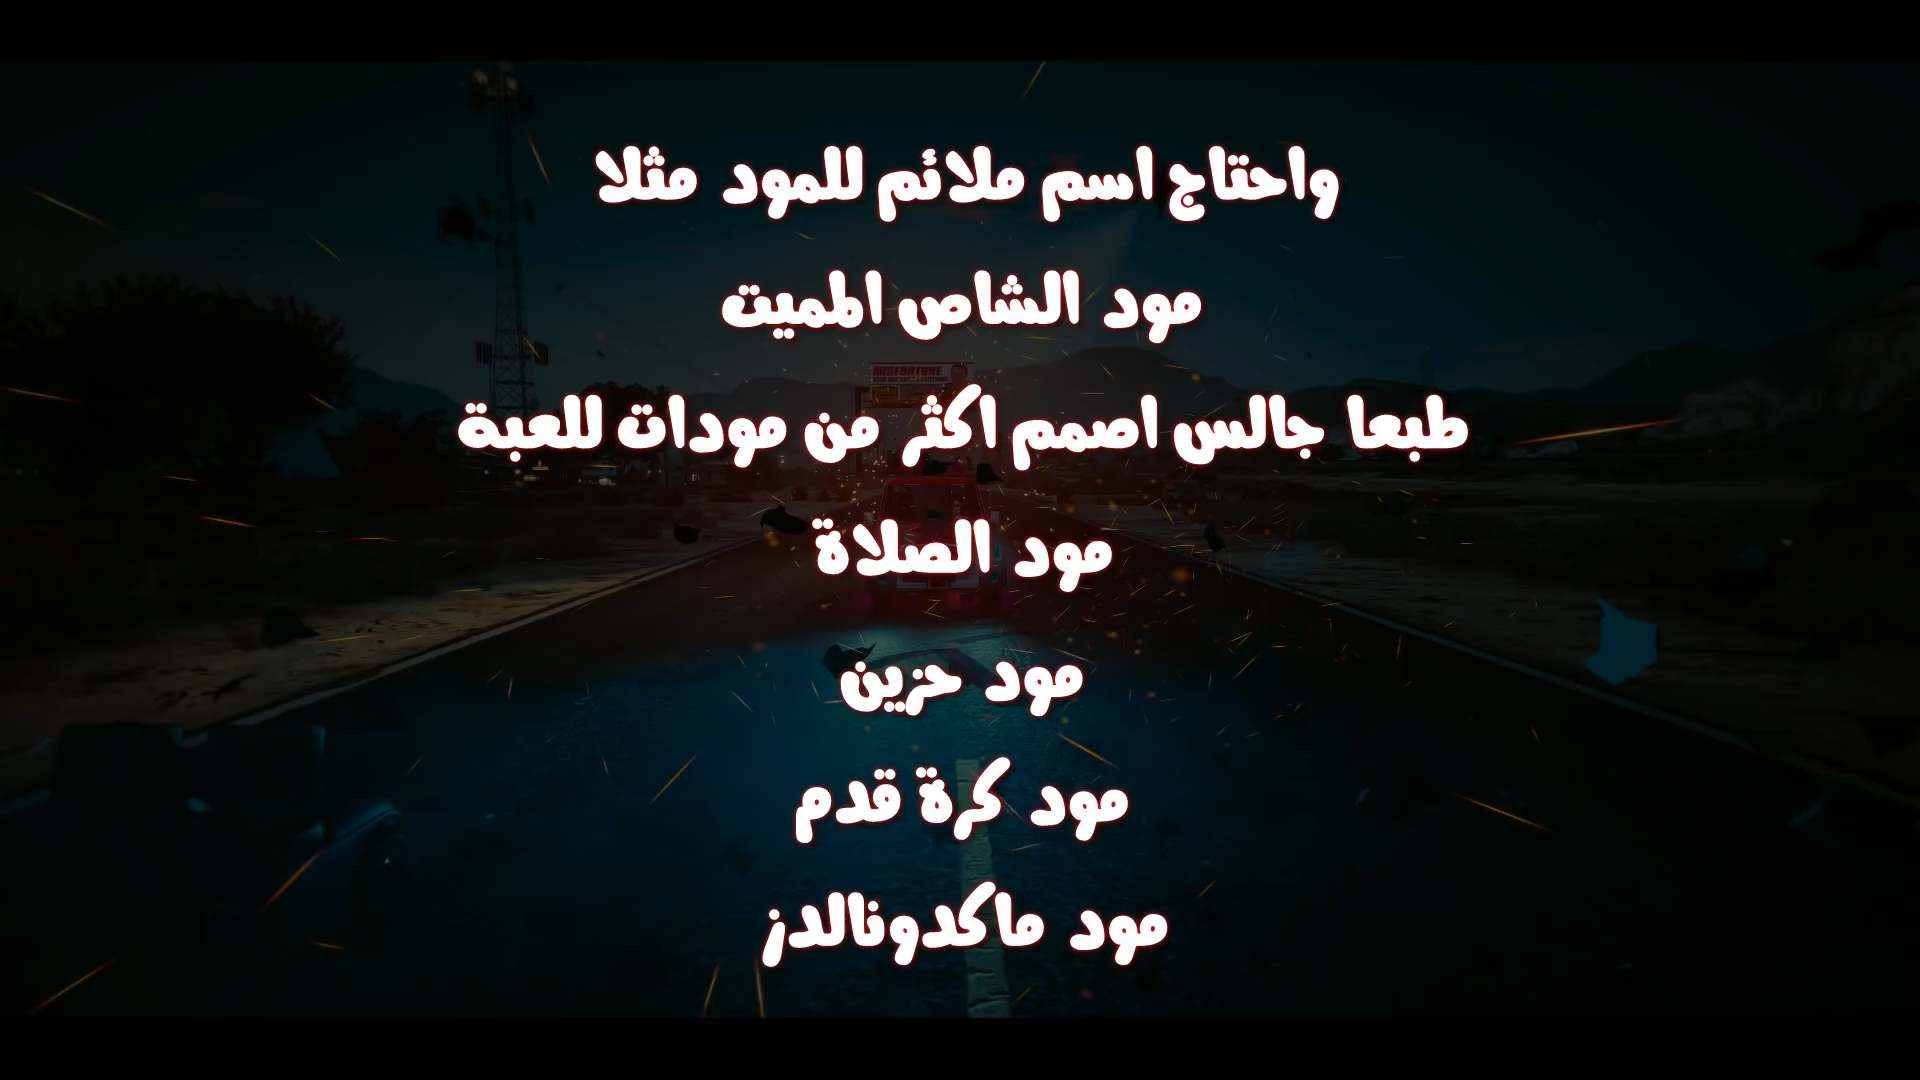 واحتاج اسم ملائم للمود مثلا
مود الشاص المميت
MISFORTUNE
طبعا جالس اصمم اكثر من مودات للعبة
مود الصلاة
مود حزين
مود كرة قدم
مود ماكدونالدز